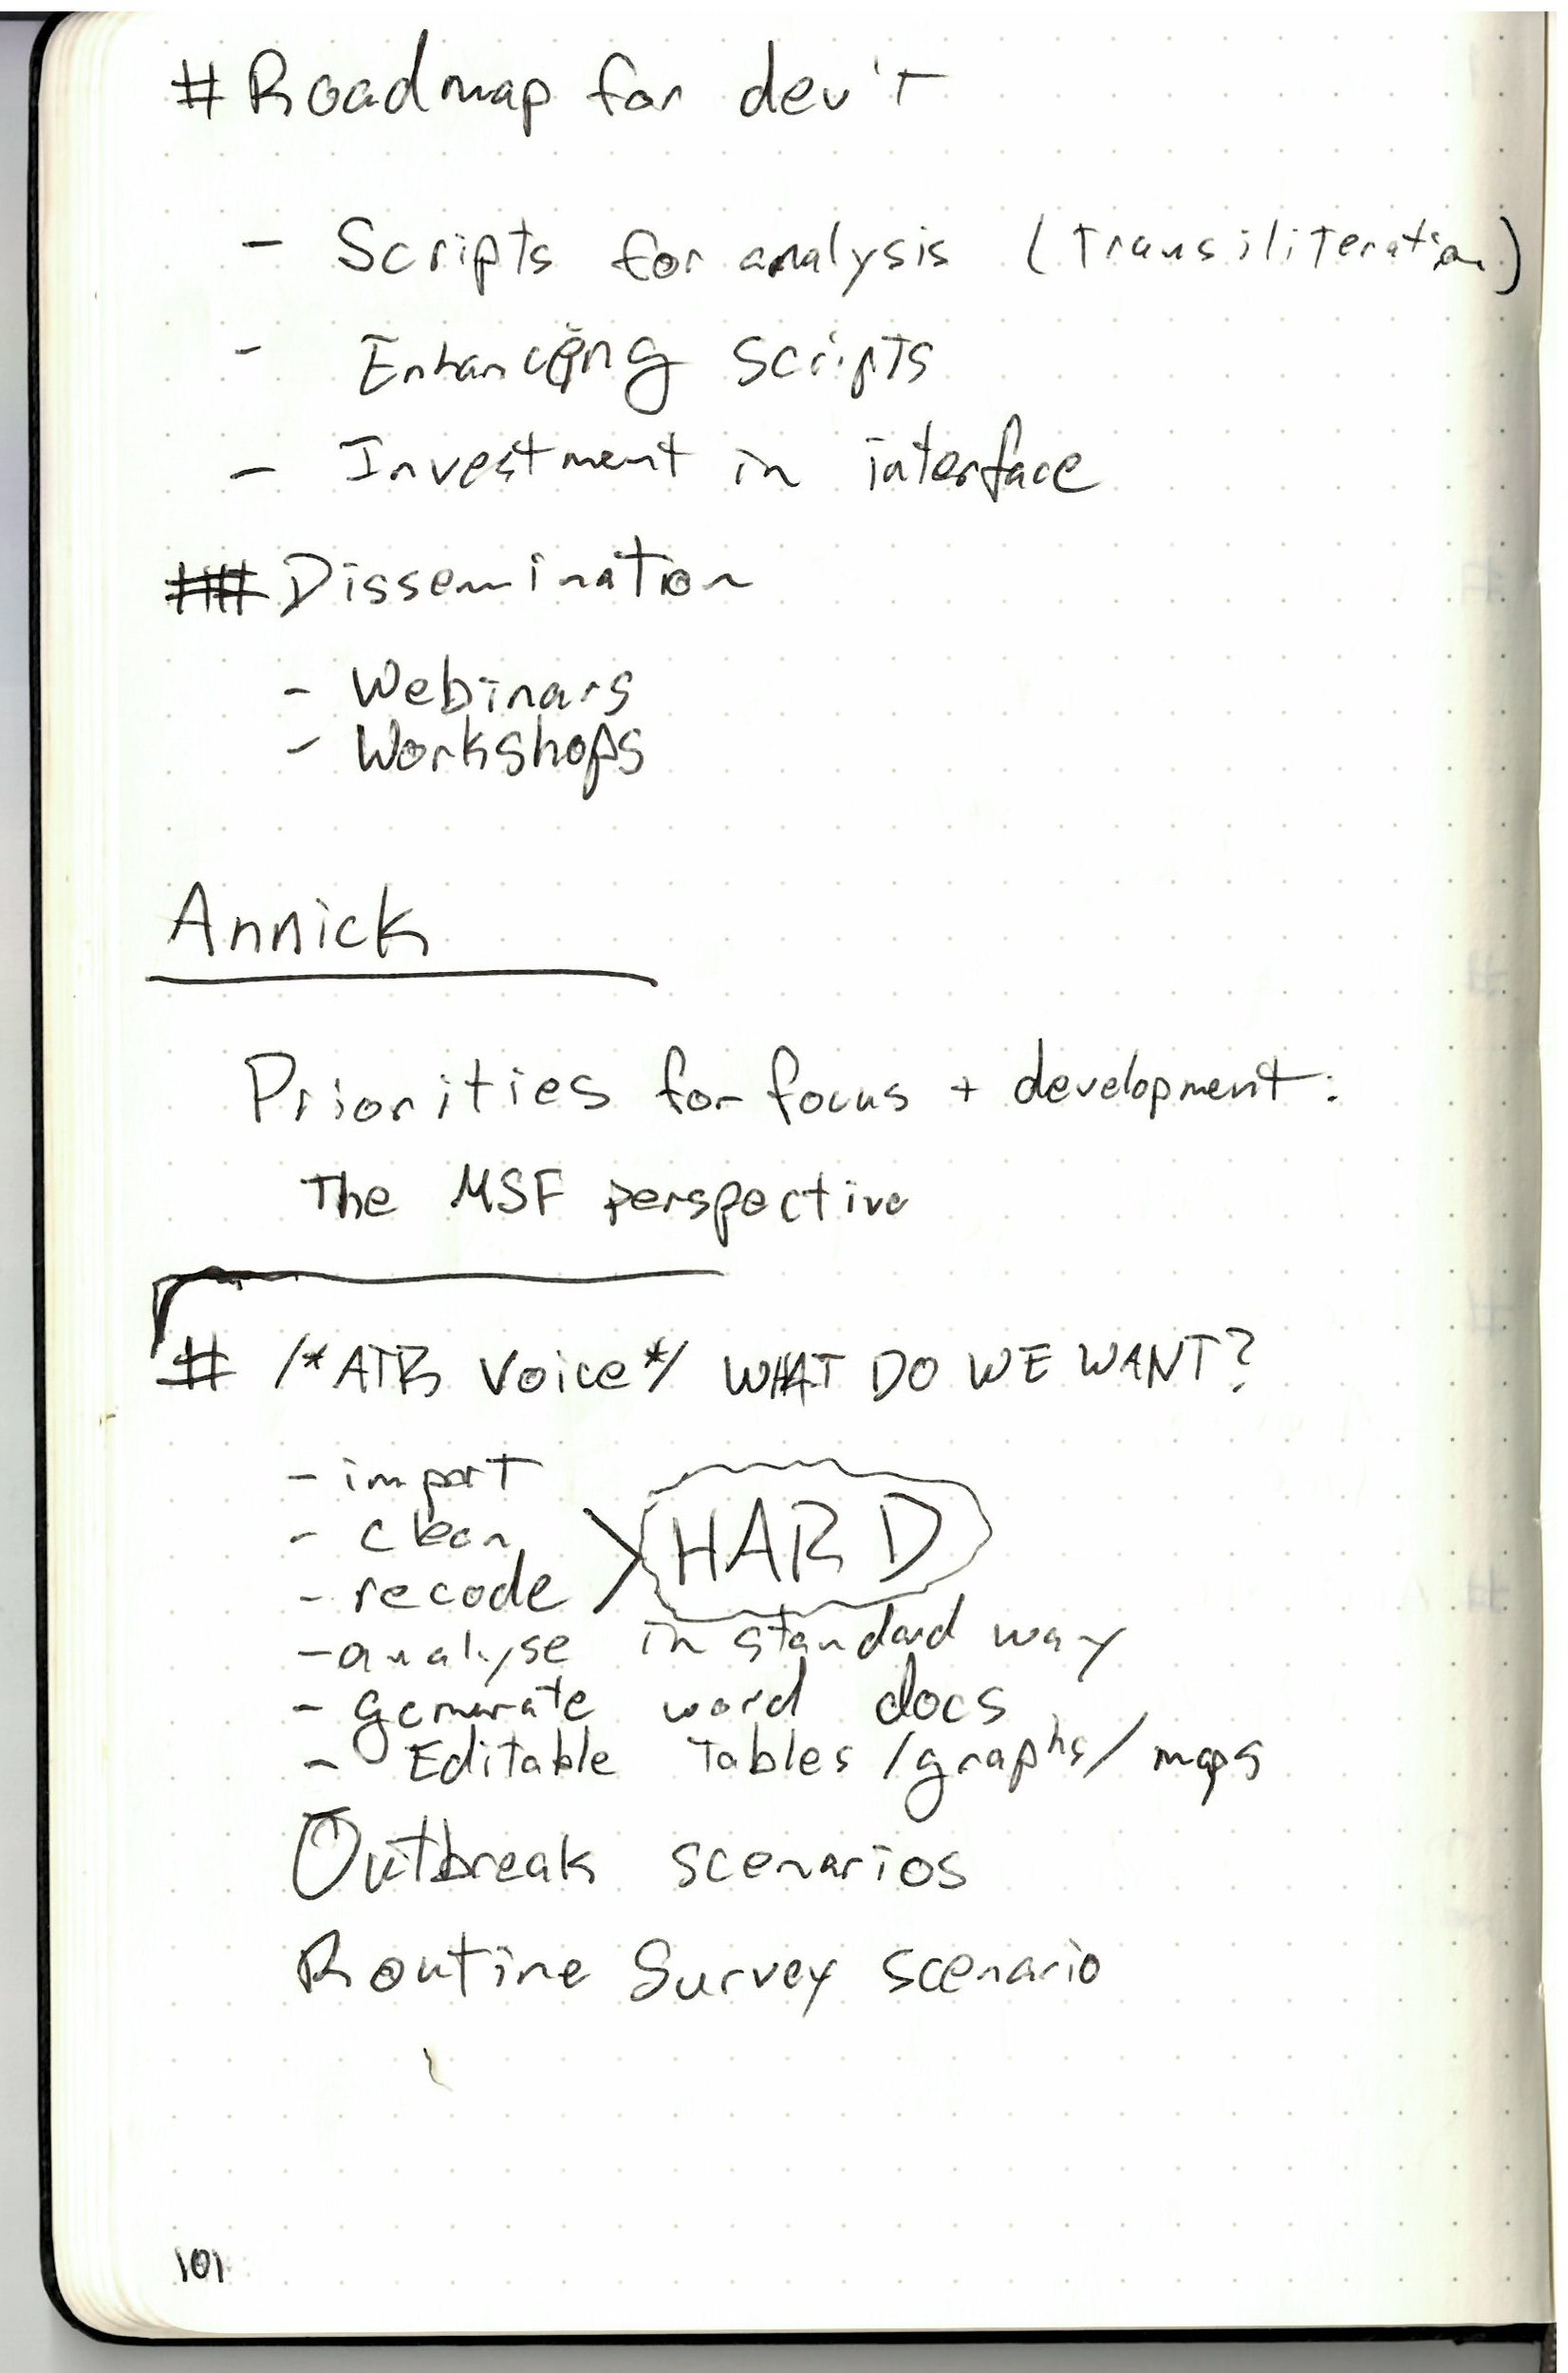 # Roadmap for dev't
- Scripts for analysis (transiliteration)
- Enhancing scripts
- Investment in interface
## Dissemination
- Webinars
- Workshops
Annick
Priorities for focus + development:
The MSF perspective
# /*ATB voice*/ WHAT DO WE WANT?
- import
- clean
- recode
HARD
- analyse in standard way
- generate word docs
- Editable Tables/graphs/maps
Outbreak scenarios
Routine Survey scenario
101